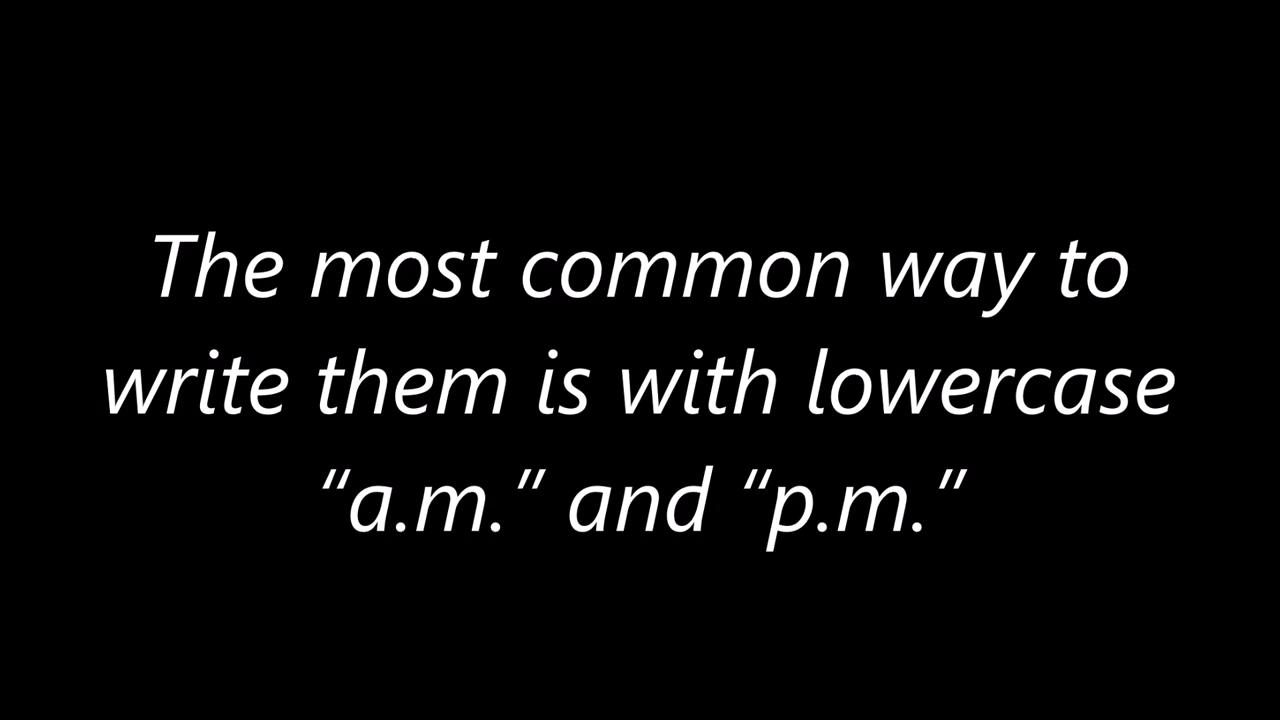 The most common way to
write them is with lowercase
“a.m.” and “p.m.”